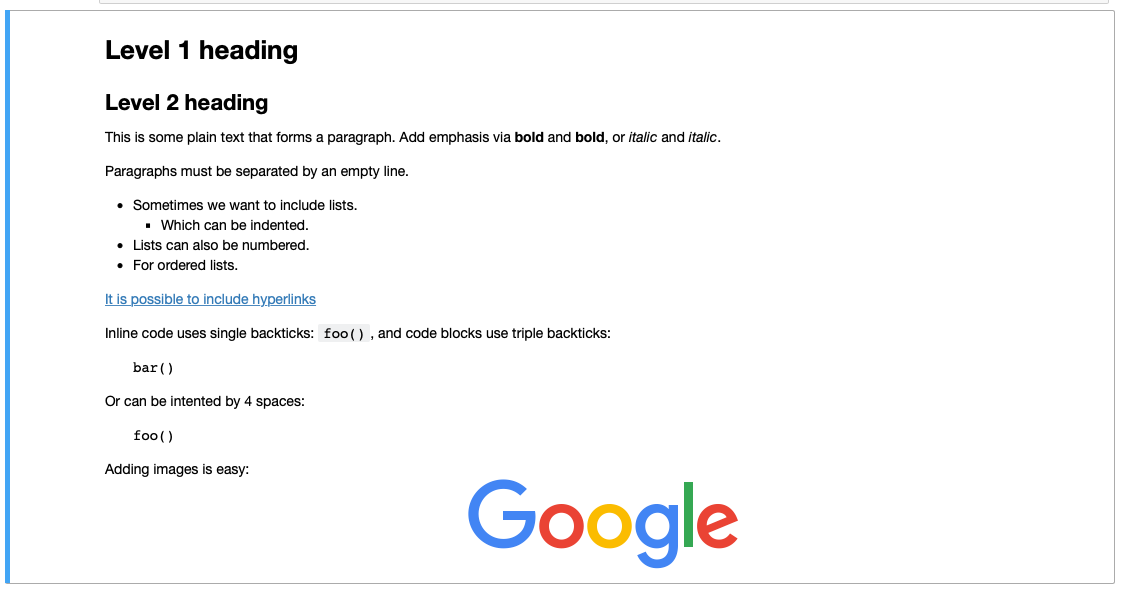 Level 1 heading
Level 2 heading
This is some plain text that forms a paragraph. Add emphasis via bold and bold, or italic and italic.
Paragraphs must be separated by an empty line.
Sometimes we want to include lists.
Which can be indented.
Lists can also be numbered.
For ordered lists.
It is possible to include hyperlinks
Inline code uses single backticks: foo(), and code blocks use triple backticks:
bar()
Or can be intented by 4 spaces:
foo()
Adding images is easy:
Google